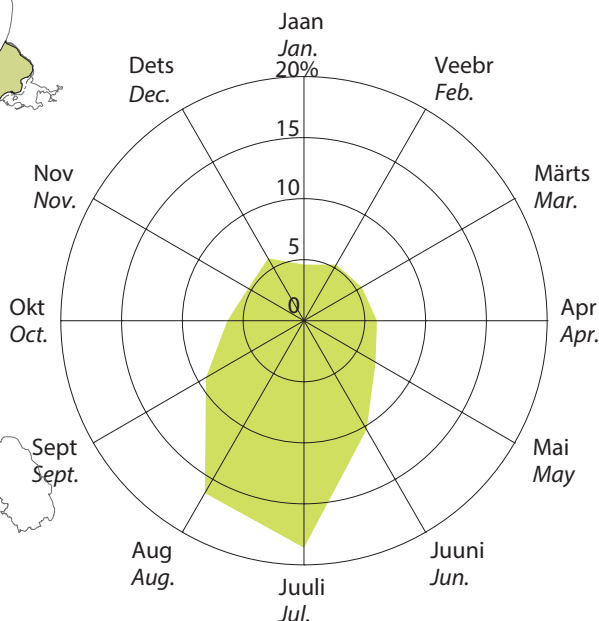 Jaan
Jan.
20%
Veebr
Feb.
Märts
Mar.
Apr
Apr.
Mai
May
Juuni
Jun.
Juuli
Jul.
Aug
Aug.
Sept
Sept.
Okt
Oct.
Nov
Nov.
Dets
Dec.
15
10
5
0